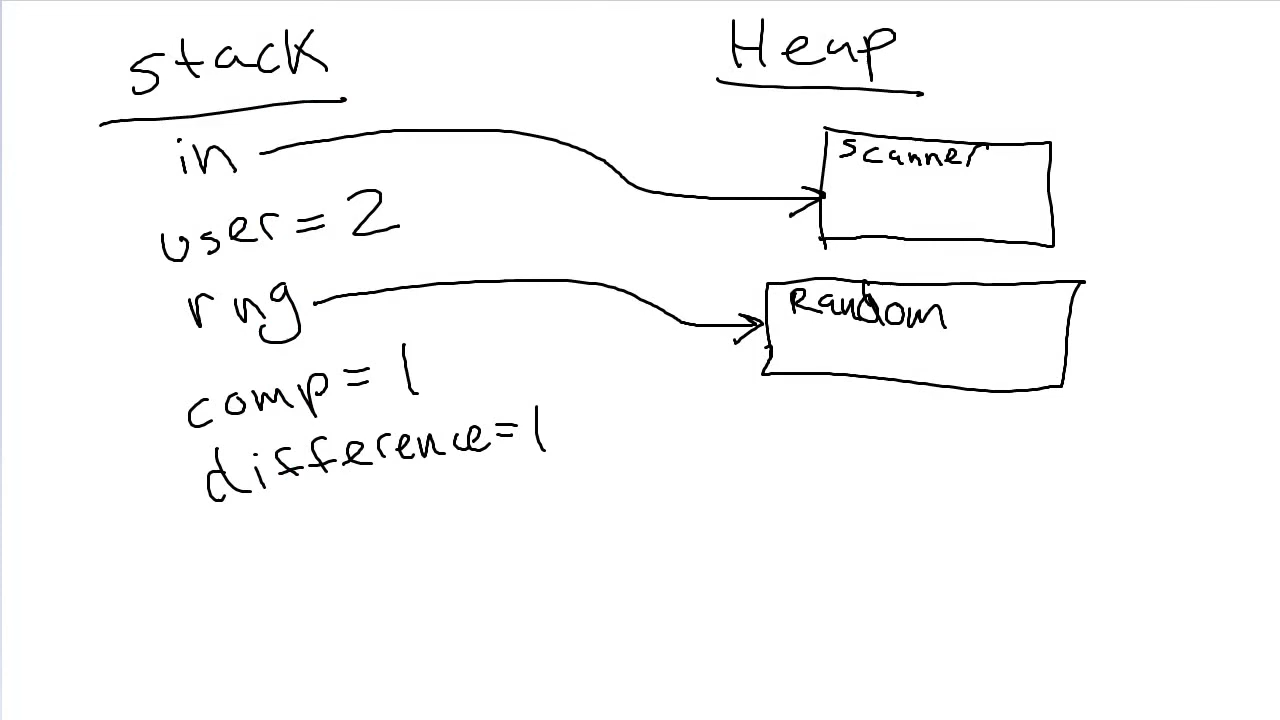 stack
Heap
in
scanner
user = 2
rng
Random
comp = 1
difference = 1